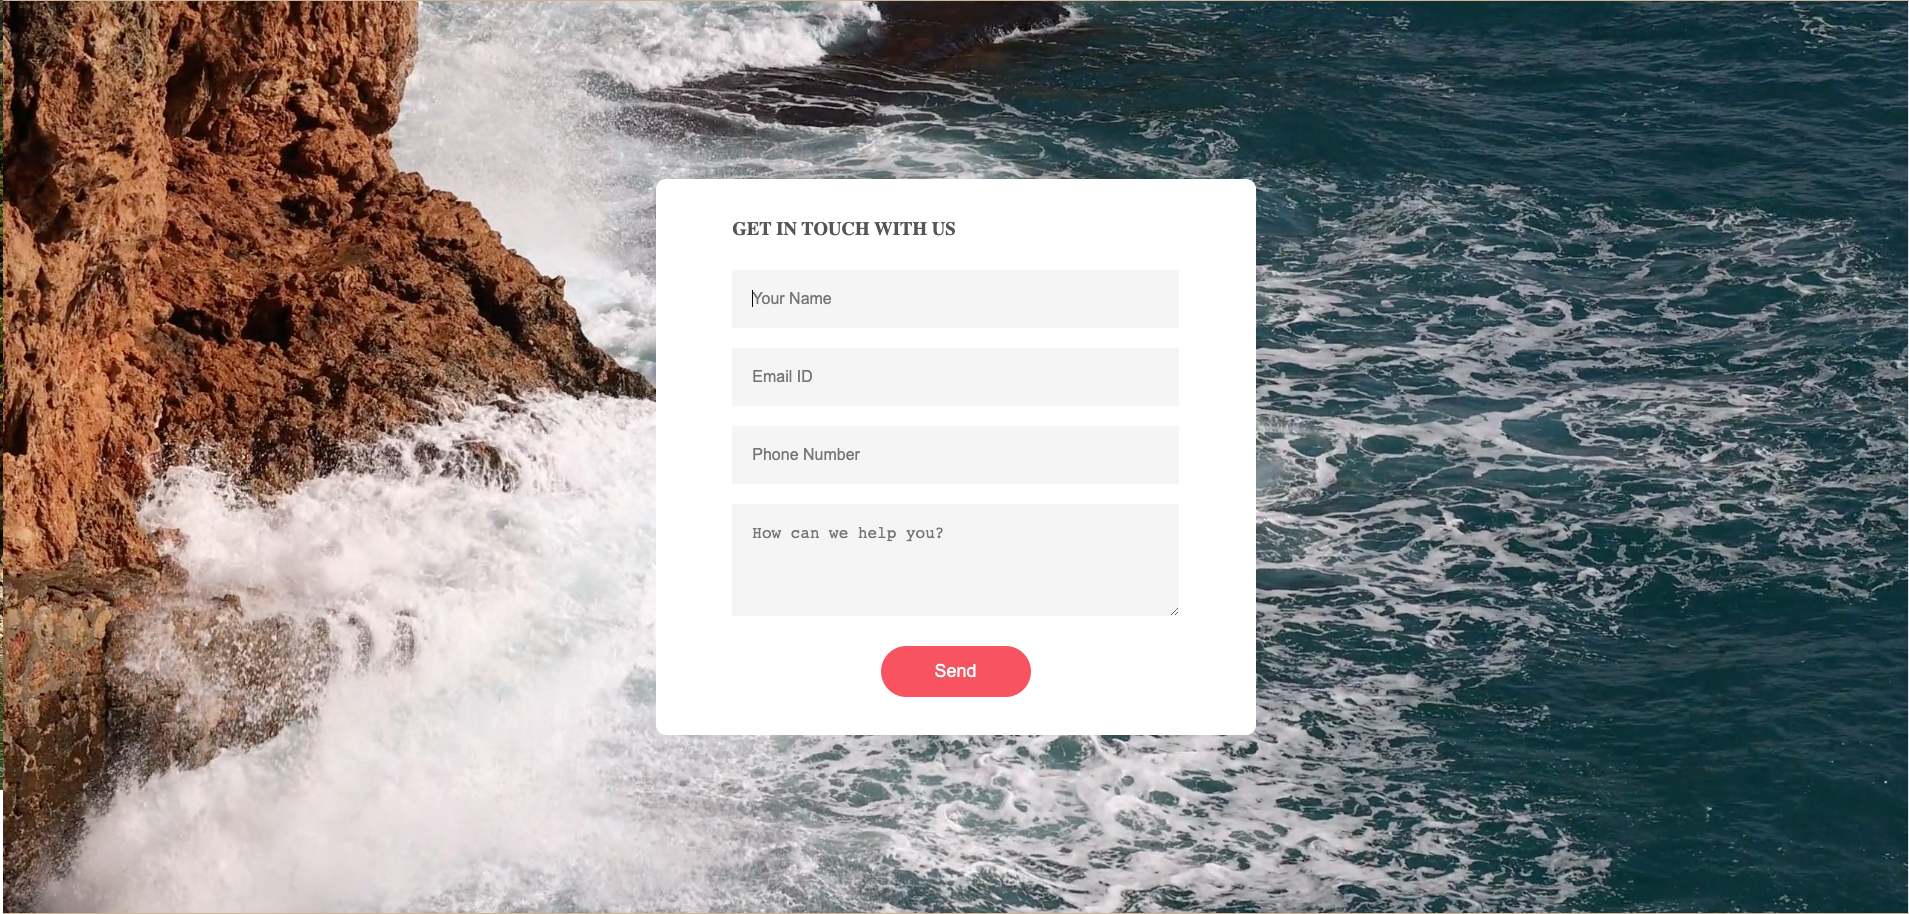 GET IN TOUCH WITH US
Your Name
Email ID
Phone Number
How can we help you?
Send